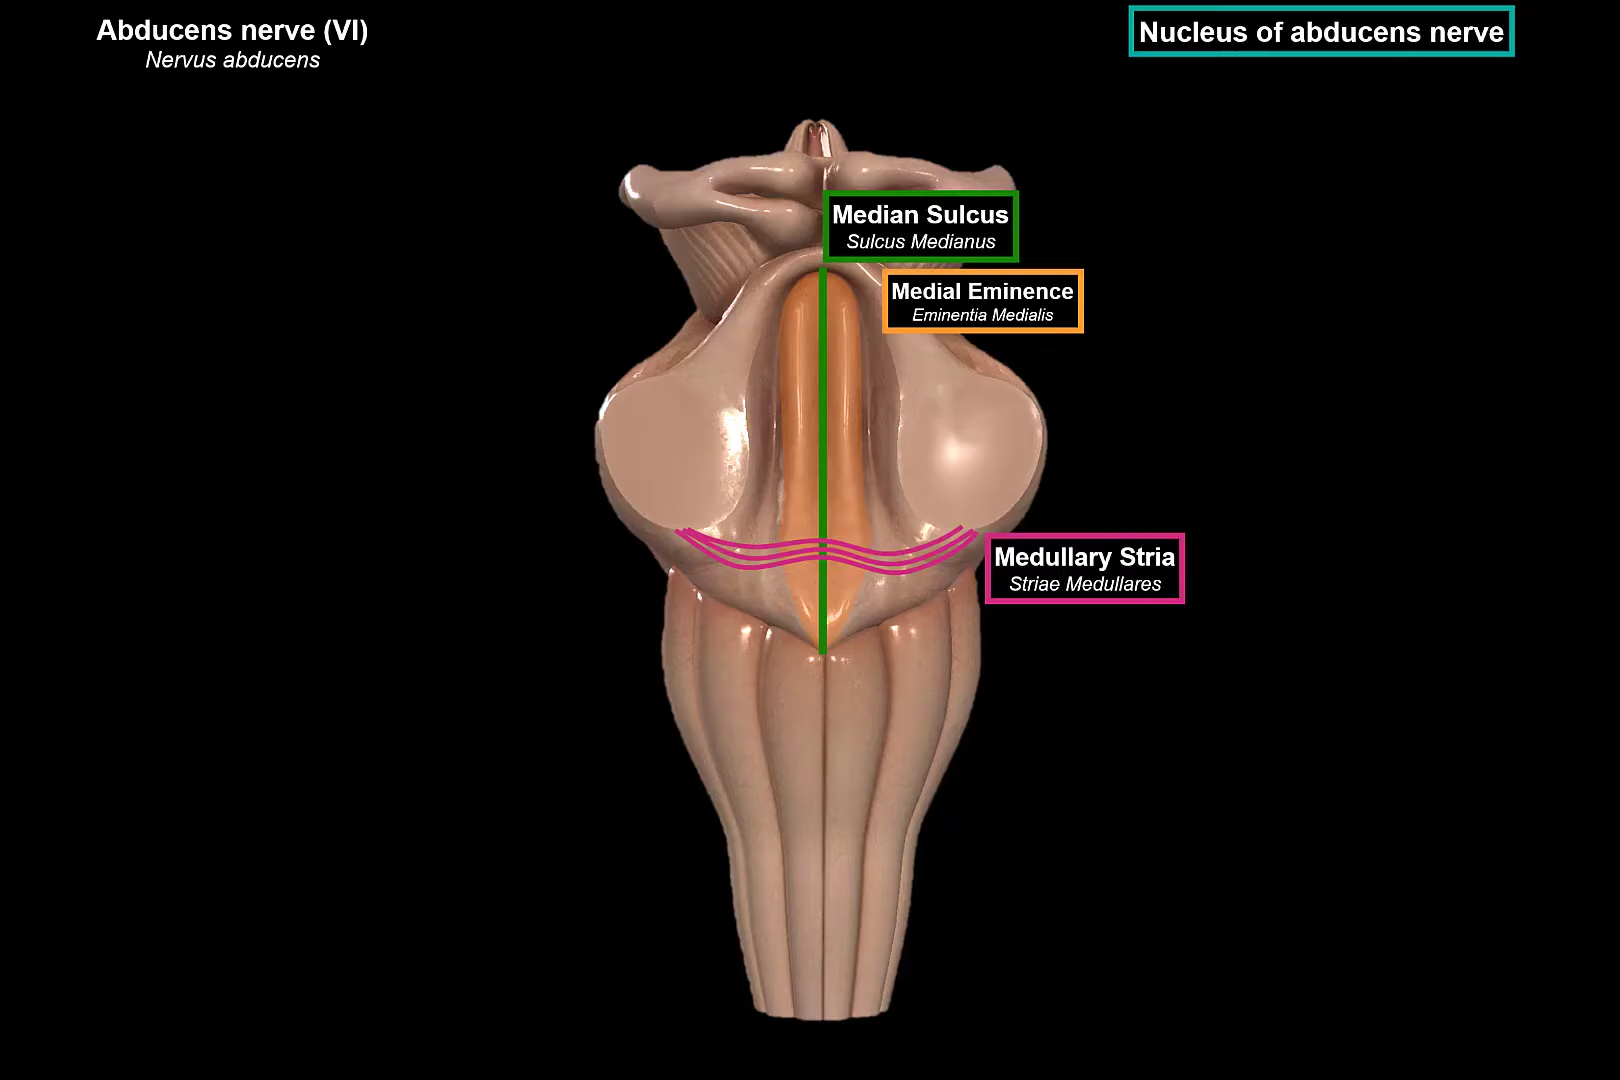 Abducens nerve (VI)
Nervus abducens
Nucleus of abducens nerve
Median Sulcus
Sulcus Medianus
Medial Eminence
Eminentia Medialis
Medullary Stria
Striae Medullares